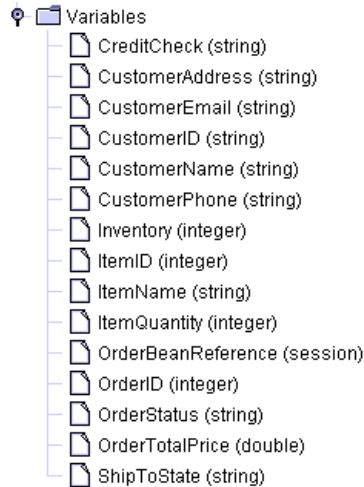 Variables
CreditCheck (string)
CustomerAddress (string)
CustomerEmail (string)
CustomerID (string)
CustomerName (string)
CustomerPhone (string)
Inventory (integer)
ItemID (integer)
ItemName (string)
ItemQuantity (integer)
OrderBeanReference (session)
OrderID (integer)
OrderStatus (string)
OrderTotalPrice (double)
ShipToState (string)